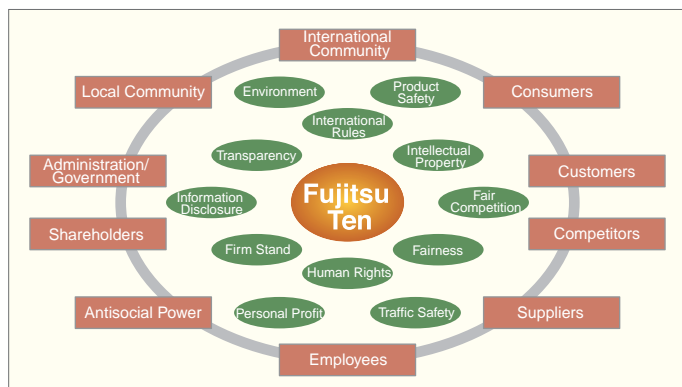 International
Community
Local Community
Environment
Product
Safety
Consumers
International
Rules
Transparency
Intellectual
Property
Administration/
Government
Customers
Fujitsu
Ten
Information
Disclosure
Fair
Competition
Shareholders
Competitors
Firm Stand
Fairness
Human Rights
Antisocial Power
Personal Profit
Traffic Safety
Suppliers
Employees